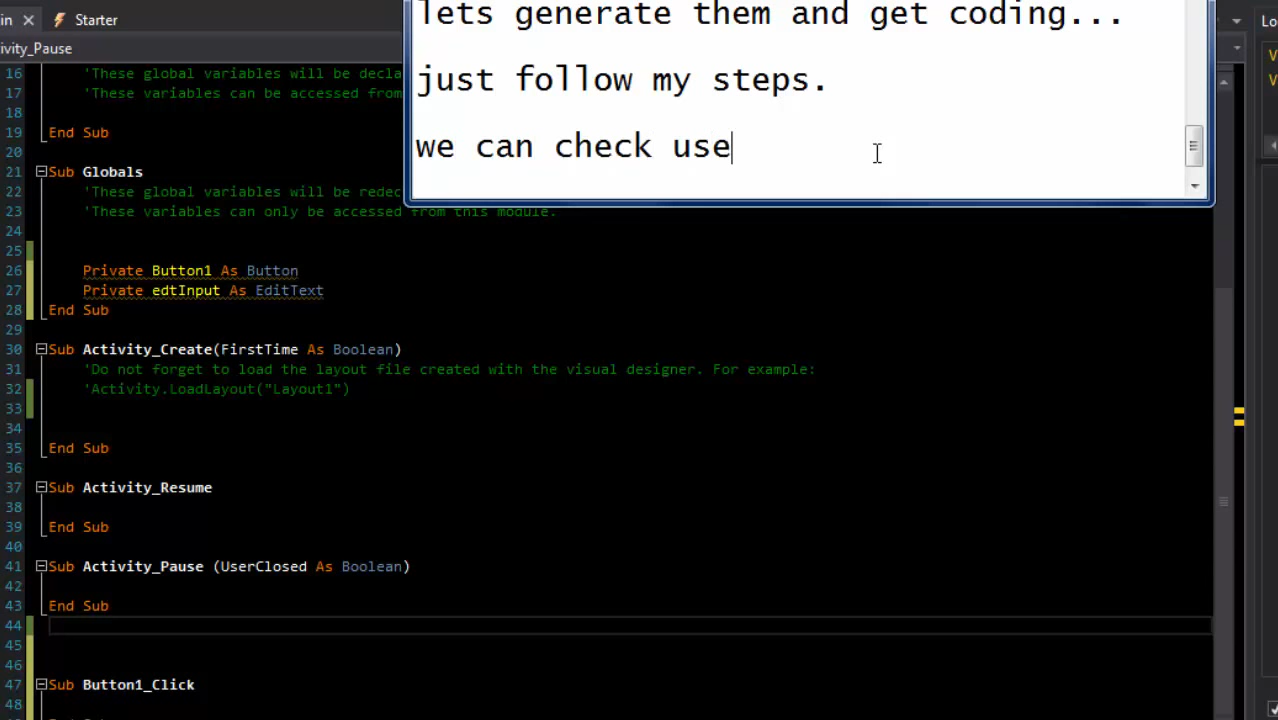 in
Starter
lets generate them and get coding...
ivity_Pause
just follow my steps.
we can check use
16 'These global variables will be decla
17 'These variables can be accessed from
18
19 End Sub
20
21 Sub Globals
22 'These global variables will be redec
23 'These variables can only be accessed from this module.
24
25
26 Private Button1 As Button
27 Private edtInput As EditText
28 End Sub
29
30 Sub Activity_Create(FirstTime As Boolean)
31 'Do not forget to load the layout file created with the visual designer. For example:
32 'Activity.LoadLayout("Layout1")
33
34
35 End Sub
36
37 Sub Activity_Resume
38
39 End Sub
40
41 Sub Activity_Pause (UserClosed As Boolean)
42
43 End Sub
44
45
46
47 Sub Button1_Click
48
Lo